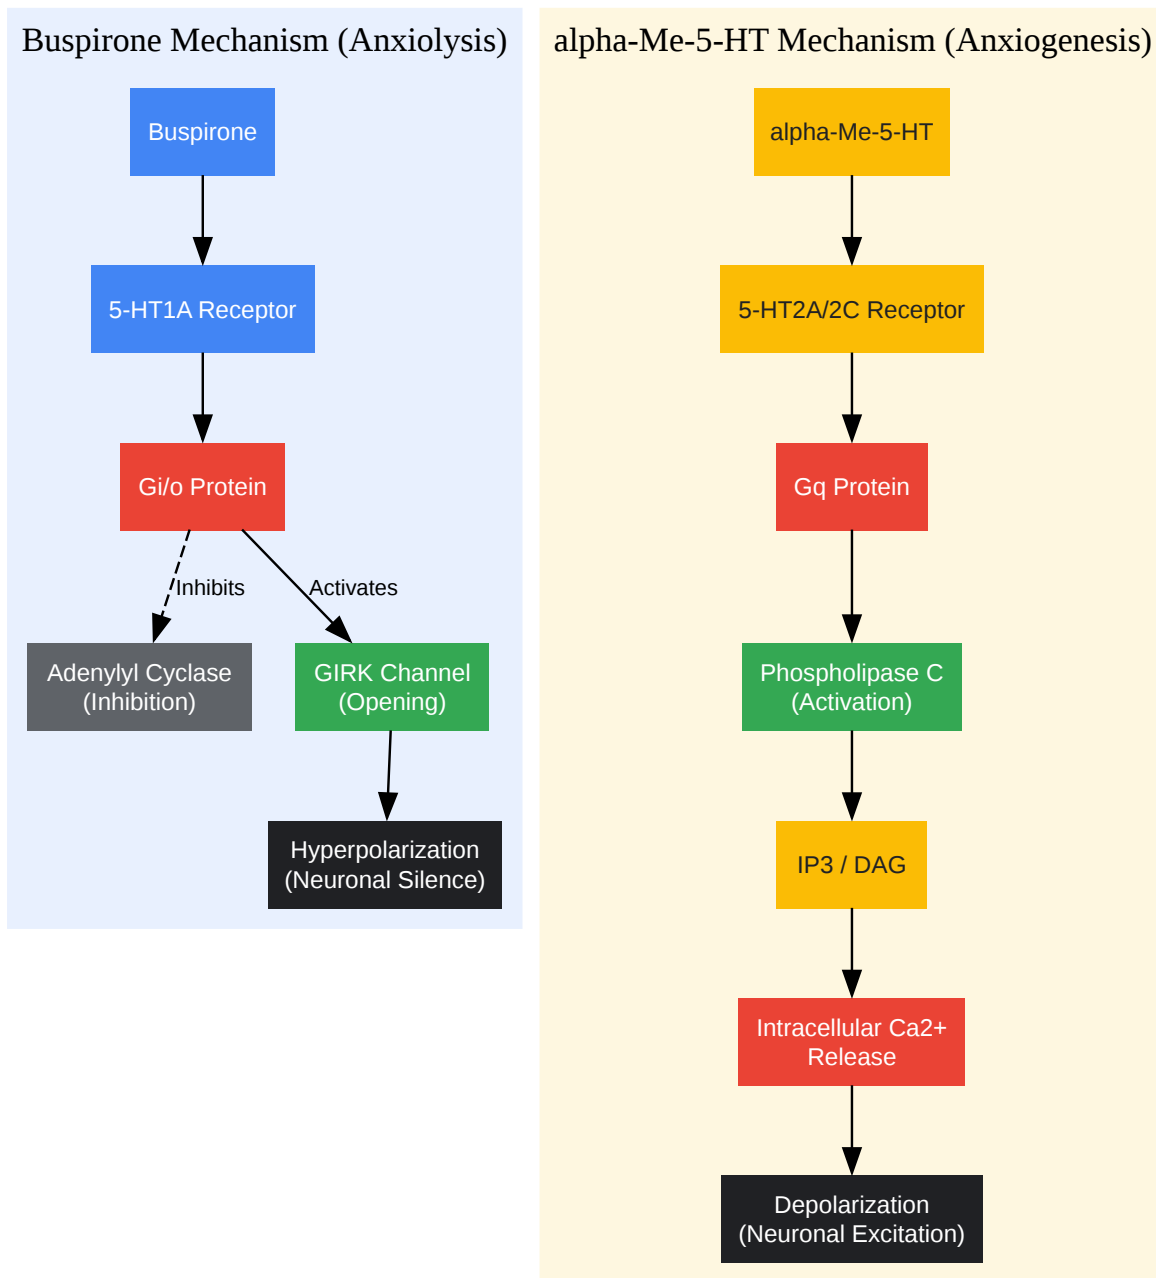 Buspirone Mechanism (Anxiolysis)
Buspirone
5-HT1A Receptor
Gi/o Protein
Inhibits
Activates
Adenylyl Cyclase
(Inhibition)
GIRK Channel
(Opening)
Hyperpolarization
(Neuronal Silence)
alpha-Me-5-HT Mechanism (Anxiogenesis)
alpha-Me-5-HT
5-HT2A/2C Receptor
Gq Protein
Phospholipase C
(Activation)
IP3 / DAG
Intracellular Ca2+
Release
Depolarization
(Neuronal Excitation)